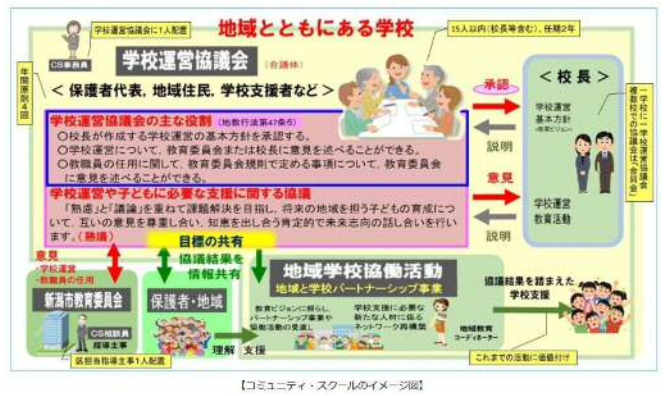 学校運営協議会に1人配置
地域とともにある学校
15人以内(校長等含む)、任期2年
CS事務員
学校運営協議会 (合議体)
<保護者代表、地域住民、学校支援者など>
年間原則4回
学校運営協議会の主な役割 (地教行法第47条5)
○校長が作成する学校運営の基本方針を承認する。
○学校運営について、教育委員会または校長に意見を述べることができる。
○教職員の任用に関して、教育委員会規則で定める事項について、教育委員会
に意見を述べることができる。
学校運営や子どもに必要な支援に関する協議
「熟慮」と「議論」を重ねて課題解決を目指し、将来の地域を担う子どもの育成につ
いて、互いの意見を尊重し合い、知恵を出し合う肯定的で未来志向の話し合いを行い
ます。(熟議)
承認
説明
意見
説明
<校長>
学校運営
基本方針
学校運営
教育活動
一学校に一学校運営協議会
複数校での協議会は「合同会」
目標の共有
協議結果を
情報共有
意見
・学校運営
・教職員の任用
新潟市教育委員会
CS相談員
指導主事
区担当指導主事1人配置
保護者・地域
理解
支援
地域学校協働活動
地域と学校パートナーシップ事業
教育ビジョンに照らし、
パートナーシップ事業や
協働活動の見直し
学校支援に必要な
新たな人材に係る
ネットワーク再構築
地域教育
コーディネーター
協議結果を踏まえた
学校支援
これまでの活動に価値付け
【コミュニティ・スクールのイメージ図】